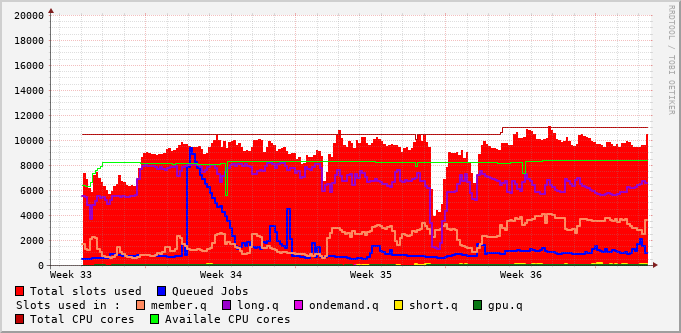 20000
18000
16000
14000
12000
10000
8000
6000
4000
2000
0
Week 33 Week 34 Week 35 Week 36
Total slots used Queued Jobs
Slots used in : member.q long.q ondemand.q short.q gpu.q
Total CPU cores Availale CPU cores
RRDTOOL / TOBI OETIKER